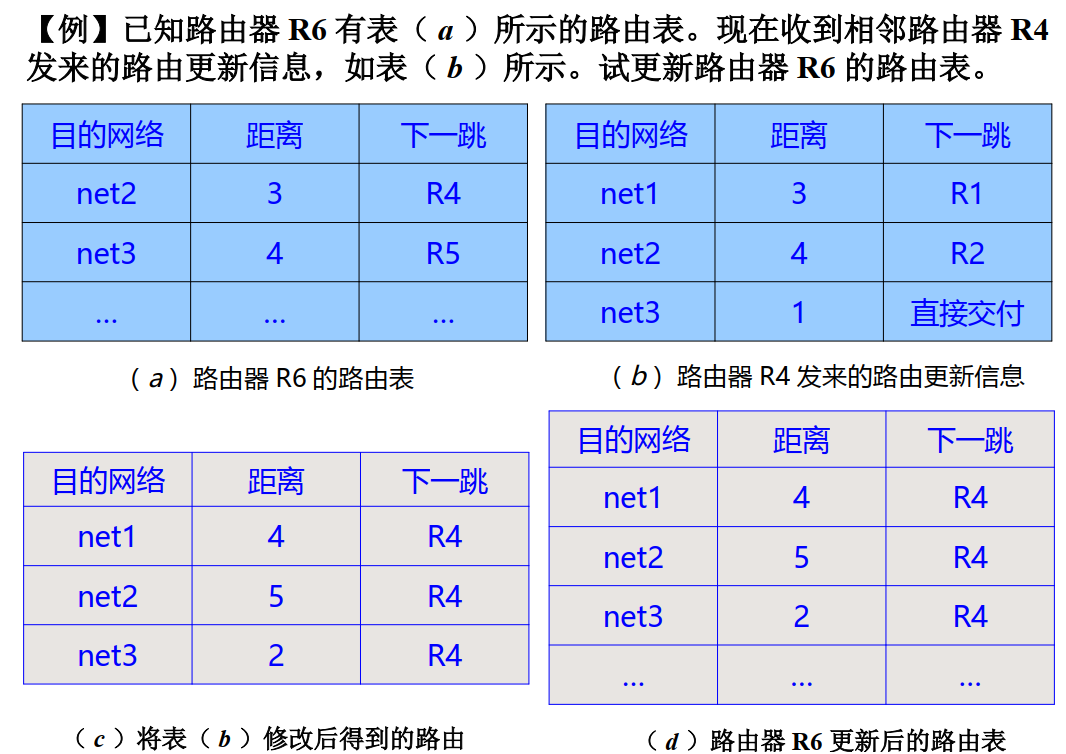 【例】已知路由器 R6 有表（a）所示的路由表。现在收到相邻路由器 R4
发来的路由更新信息，如表（b）所示。试更新路由器 R6 的路由表。
目的网络 距离 下一跳
net2 3 R4
net3 4 R5
... ... ...
（a）路由器 R6 的路由表
目的网络 距离 下一跳
net1 3 R1
net2 4 R2
net3 1 直接交付
（b）路由器 R4 发来的路由更新信息
目的网络 距离 下一跳
net1 4 R4
net2 5 R4
net3 2 R4
（c）将表（b）修改后得到的路由
目的网络 距离 下一跳
net1 4 R4
net2 5 R4
net3 2 R4
... ... ...
（d）路由器 R6 更新后的路由表